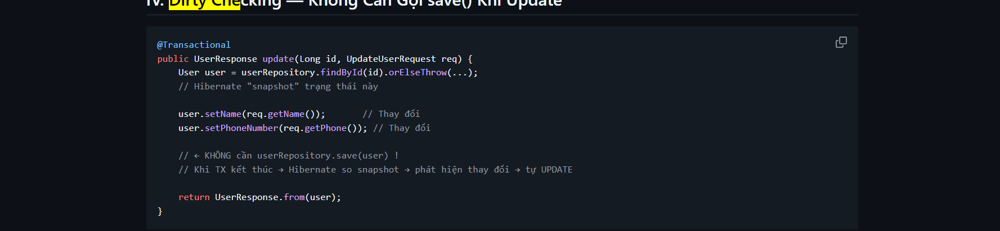 IV. Dirty Checking — Không Cần Gọi save() Khi Update
@Transactional
public UserResponse update(Long id, UpdateUserRequest req) {
    User user = userRepository.findById(id).orElseThrow(...);
    // Hibernate "snapshot" trạng thái này
    user.setName(req.getName());       // Thay đổi
    user.setPhoneNumber(req.getPhone()); // Thay đổi
    // ← KHÔNG cần userRepository.save(user) !
    // Khi TX kết thúc → Hibernate so snapshot → phát hiện thay đổi → tự UPDATE
    return UserResponse.from(user);
}